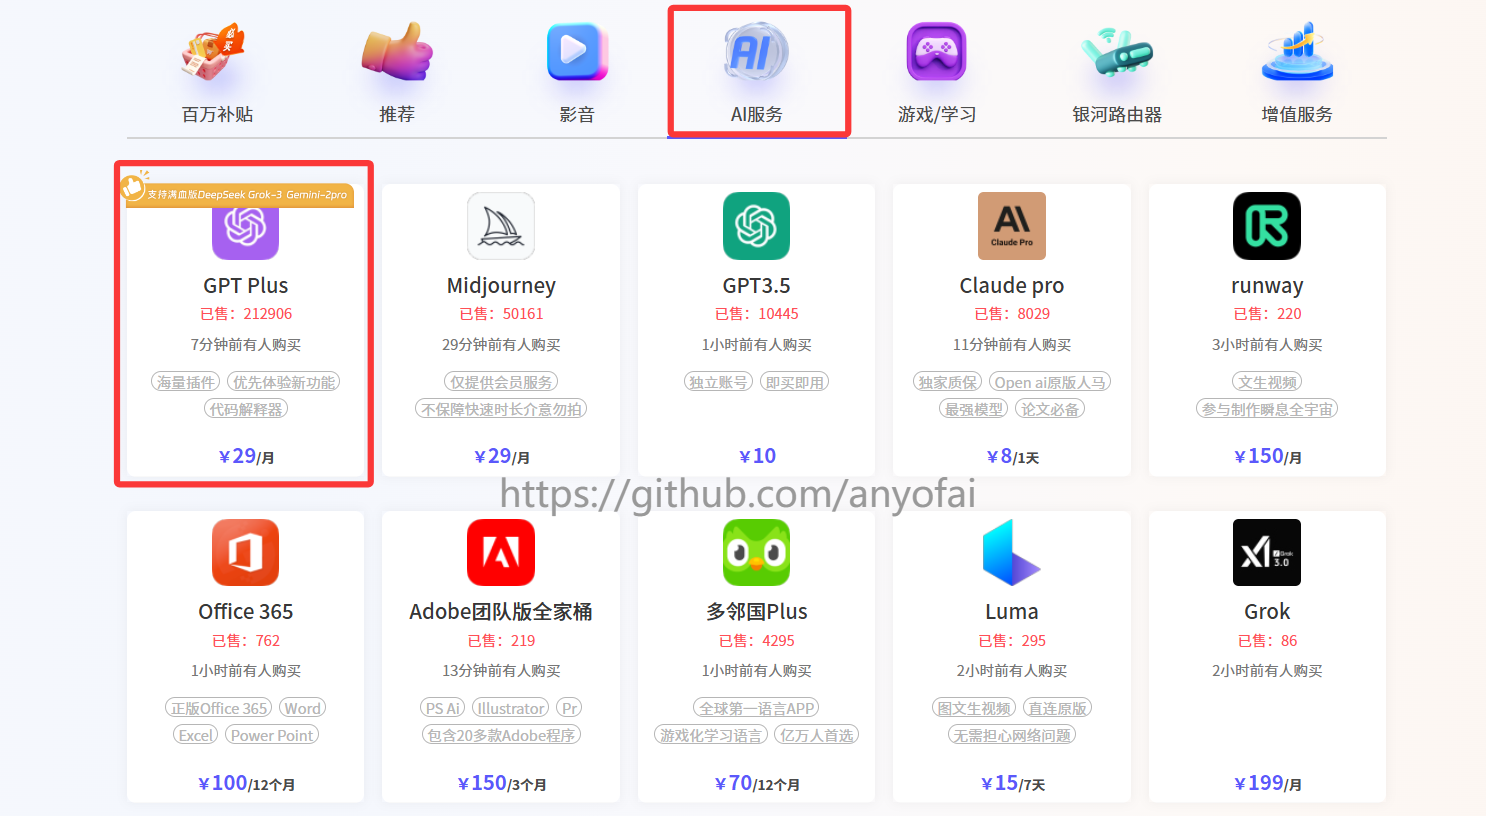 必买
百万补贴
推荐
影音
AI
AI服务
游戏/学习
银河路由器
增值服务
支持满血版DeepSeek Grok-3 Gemini-2pro
GPT Plus
已售：212906
7分钟前有人购买
海量插件 优先体验新功能
代码解释器
￥29/月
Midjourney
已售：50161
29分钟前有人购买
仅提供会员服务
不保障快速时长介意勿拍
￥29/月
GPT3.5
已售：10445
1小时前有人购买
独立账号 即买即用
￥10
AI
Claude Pro
Claude pro
已售：8029
11分钟前有人购买
独家质保 Open ai原版人马
最强模型 论文必备
￥8/1天
R
runway
已售：220
3小时前有人购买
文生视频
参与制作瞬息全宇宙
￥150/月
https://github.com/anyofai
Office 365
已售：762
1小时前有人购买
正版Office 365 Word
Excel Power Point
￥100/12个月
Adobe团队版全家桶
已售：219
13分钟前有人购买
PS Ai Illustrator Pr
包含20多款Adobe程序
￥150/3个月
多邻国Plus
已售：4295
1小时前有人购买
全球第一语言APP
游戏化学习语言 亿万人首选
￥70/12个月
Luma
已售：295
2小时前有人购买
图文生视频 直连原版
无需担心网络问题
￥15/7天
xI Grok
3.0
Grok
已售：86
2小时前有人购买
￥199/月